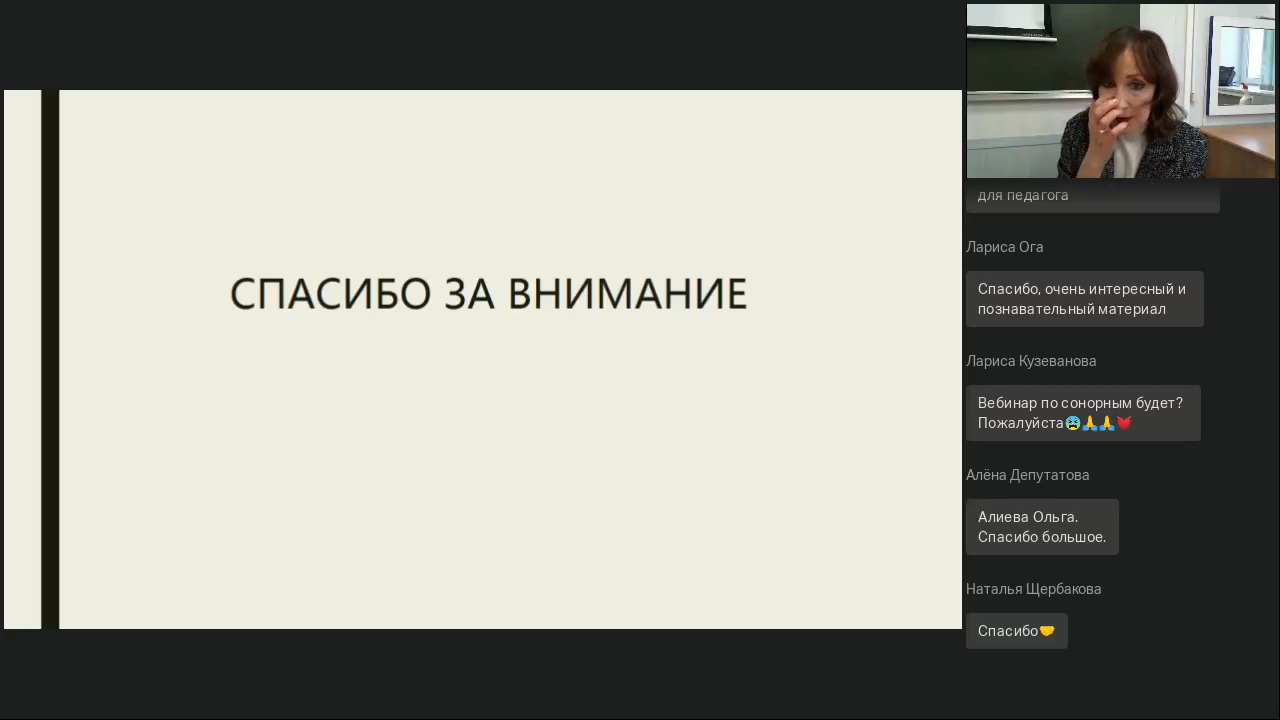 СПАСИБО ЗА ВНИМАНИЕ
для педагога
Лариса Ога
Спасибо, очень интересный и
познавательный материал
Лариса Кузеванова
Вебинар по сонорным будет?
Пожалуйста😨🙏🙏💓
Алёна Депутатова
Алиева Ольга.
Спасибо большое.
Наталья Щербакова
Спасибо🤝